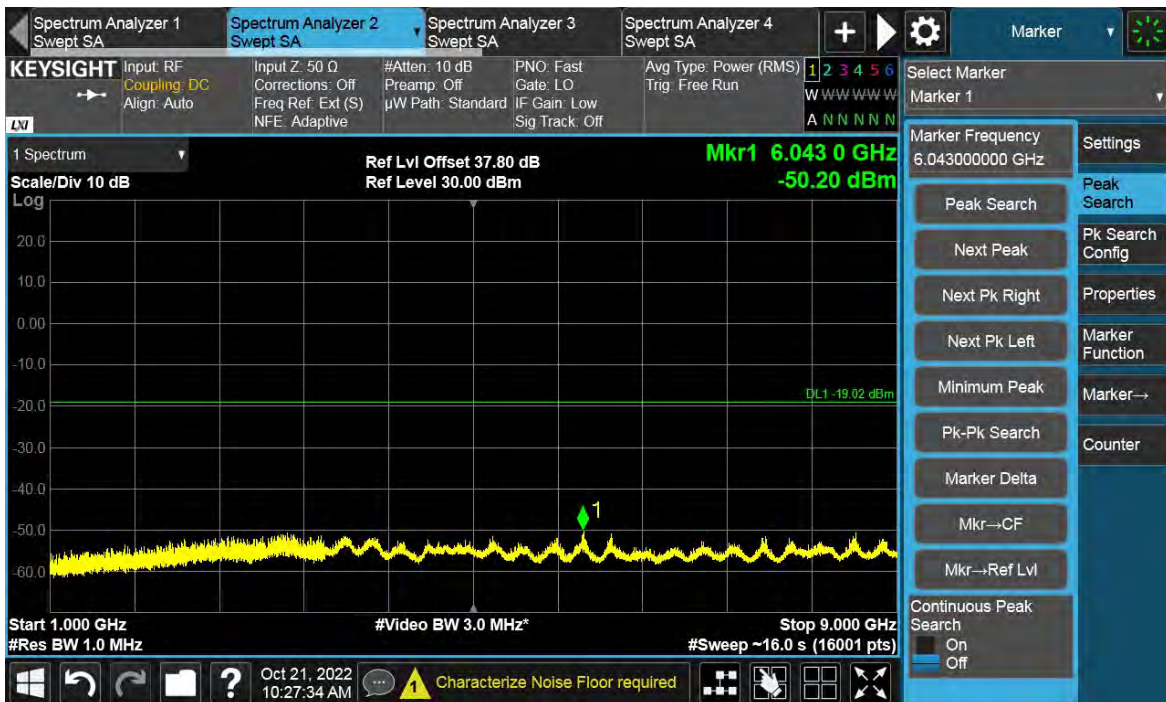 Spectrum Analyzer 1
Swept SA
Spectrum Analyzer 2
Swept SA
Spectrum Analyzer 3
Swept SA
Spectrum Analyzer 4
Swept SA
+
Marker
KEYSIGHT
LXI
Input: RF
Coupling: DC
Align: Auto
Input Z: 50 Ω
Corrections: Off
Freq Ref: Ext (S)
NFE: Adaptive
#Atten: 10 dB
Preamp: Off
µW Path: Standard
PNO: Fast
Gate: LO
IF Gain: Low
Sig Track: Off
Avg Type: Power (RMS)
Trig: Free Run
1 2 3 4 5 6
W W W W W W
A N N N N N
Select Marker
Marker 1
1 Spectrum
Scale/Div 10 dB
Log
Ref Lvl Offset 37.80 dB
Ref Level 30.00 dBm
Mkr1 6.043 0 GHz
-50.20 dBm
20.0
10.0
0.00
-10.0
-20.0
-30.0
-40.0
-50.0
-60.0
DL1 -19.02 dBm
1
Start 1.000 GHz
#Res BW 1.0 MHz
#Video BW 3.0 MHz*
Stop 9.000 GHz
#Sweep ~16.0 s (16001 pts)
Marker Frequency
6.043000000 GHz
Peak Search
Next Peak
Next Pk Right
Next Pk Left
Minimum Peak
Pk-Pk Search
Marker Delta
Mkr→CF
Mkr→Ref Lvl
Continuous Peak
Search
On
Off
Settings
Peak
Search
Pk Search
Config
Properties
Marker
Function
Marker→
Counter
?
Oct 21, 2022
10:27:34 AM
1
Characterize Noise Floor required